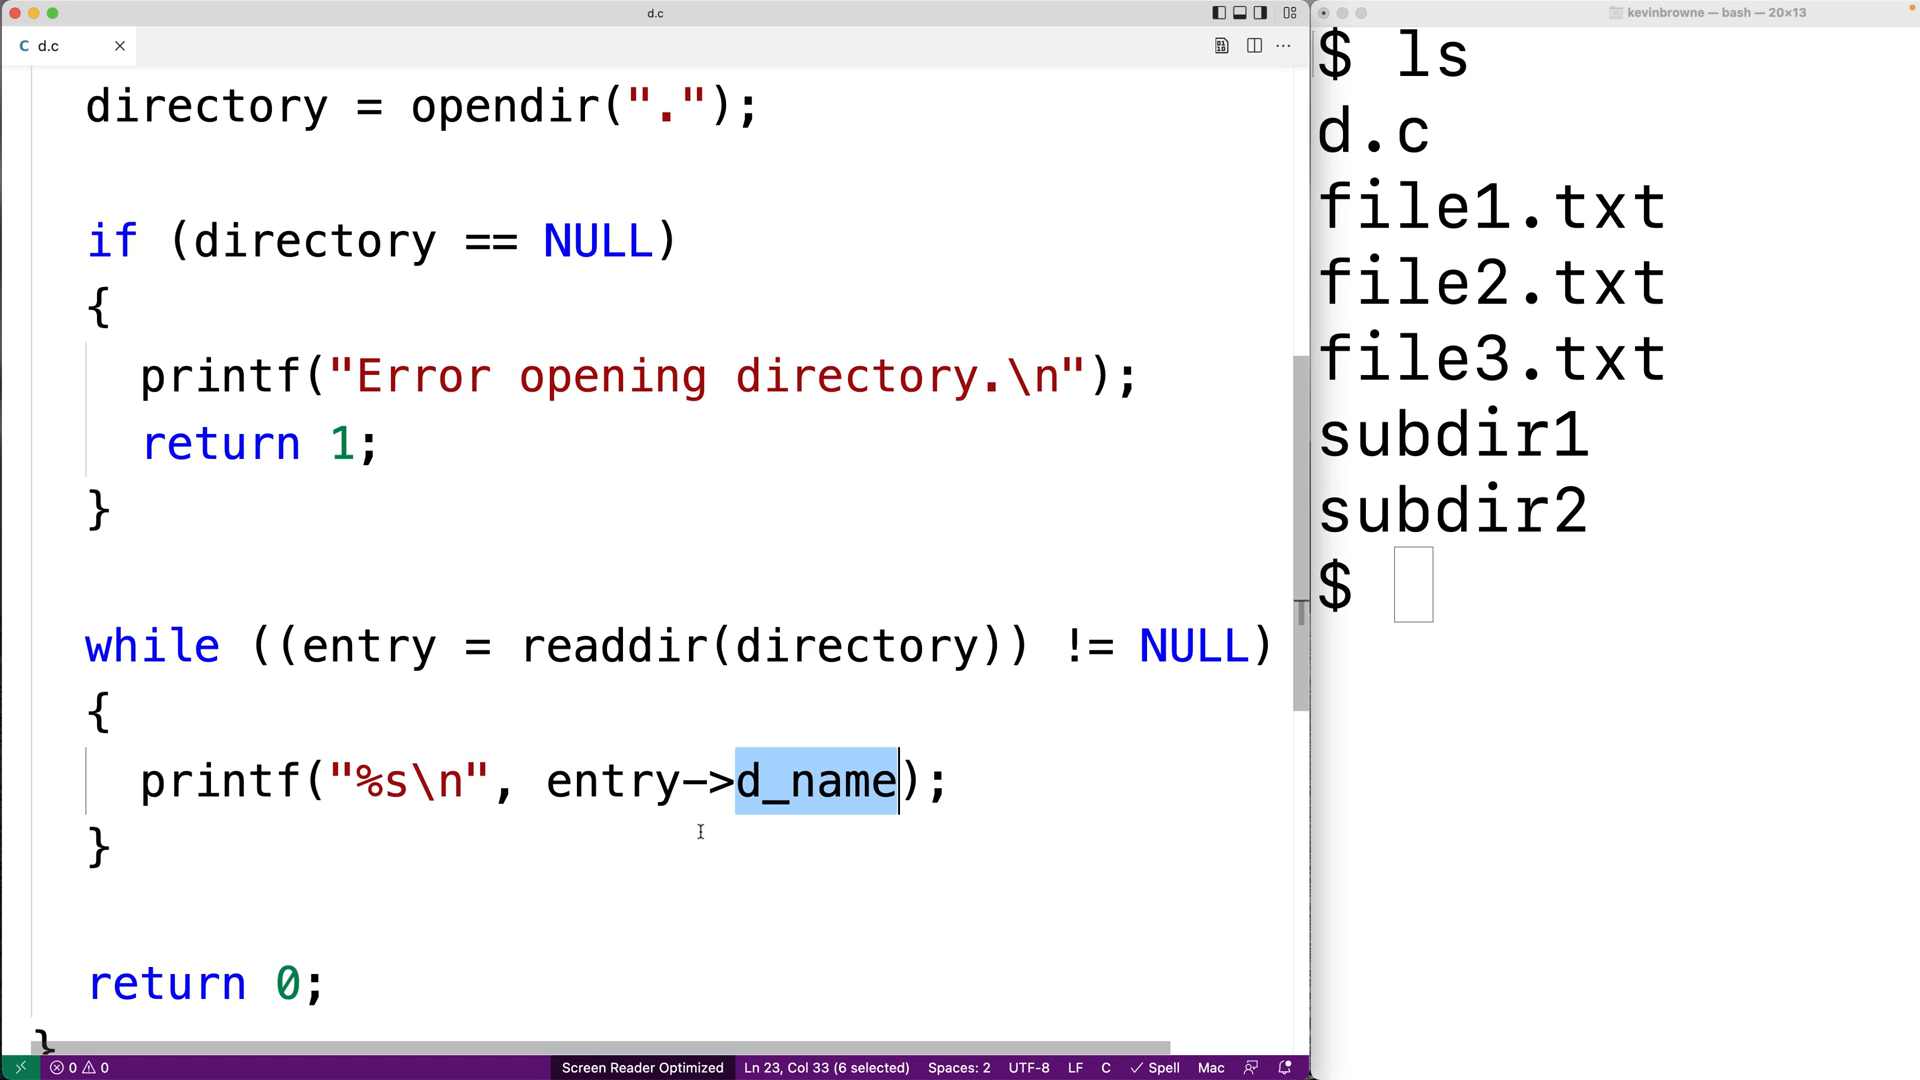 d.c
C d.c
directory = opendir(".");
if (directory == NULL)
{
printf("Error opening directory.\n");
return 1;
}
while ((entry = readdir(directory)) != NULL)
{
printf("%s\n", entry->d_name);
}
return 0;
}
0 0 Screen Reader Optimized Ln 23, Col 33 (6 selected) Spaces: 2 UTF-8 LF C Spell Mac
kevinbrowne — bash — 20×13
$ ls
d.c
file1.txt
file2.txt
file3.txt
subdir1
subdir2
$